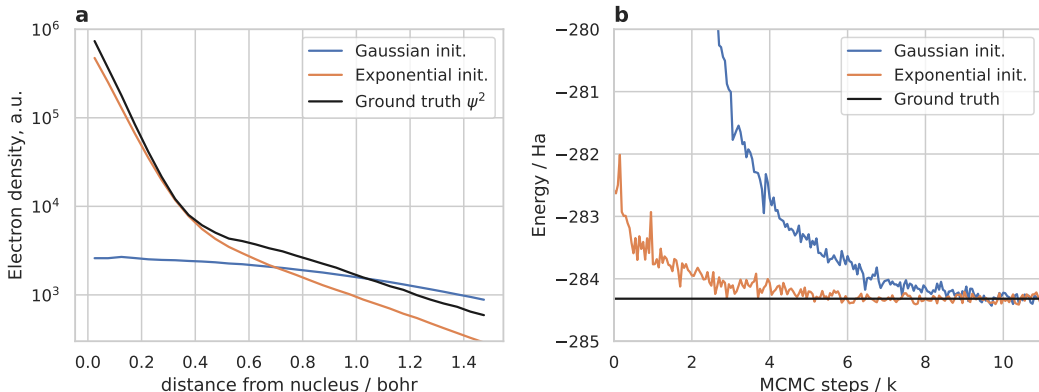 a
Electron density, a.u.
10^6
10^5
10^4
10^3
Gaussian init.
Exponential init.
Ground truth ψ^2
0.0 0.2 0.4 0.6 0.8 1.0 1.2 1.4
distance from nucleus / bohr
b
Energy / Ha
−280
−281
−282
−283
−284
−285
Gaussian init.
Exponential init.
Ground truth
0 2 4 6 8 10
MCMC steps / k